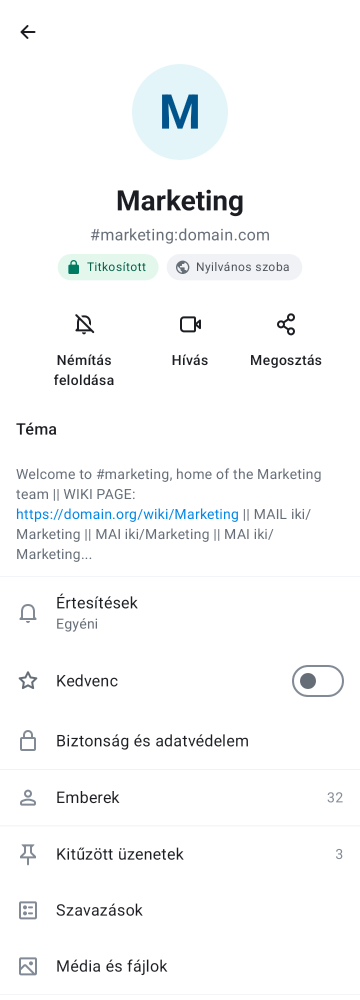 M
Marketing
#marketing:domain.com
Titkosított Nyilvános szoba
Némítás feloldása Hívás Megosztás
Téma
Welcome to #marketing, home of the Marketing
team || WIKI PAGE:
https://domain.org/wiki/Marketing || MAIL iki/
Marketing || MAI iki/Marketing || MAI iki/
Marketing...
Értesítések
Egyéni
Kedvenc
Biztonság és adatvédelem
Emberek 32
Kitűzött üzenetek 3
Szavazások
Média és fájlok